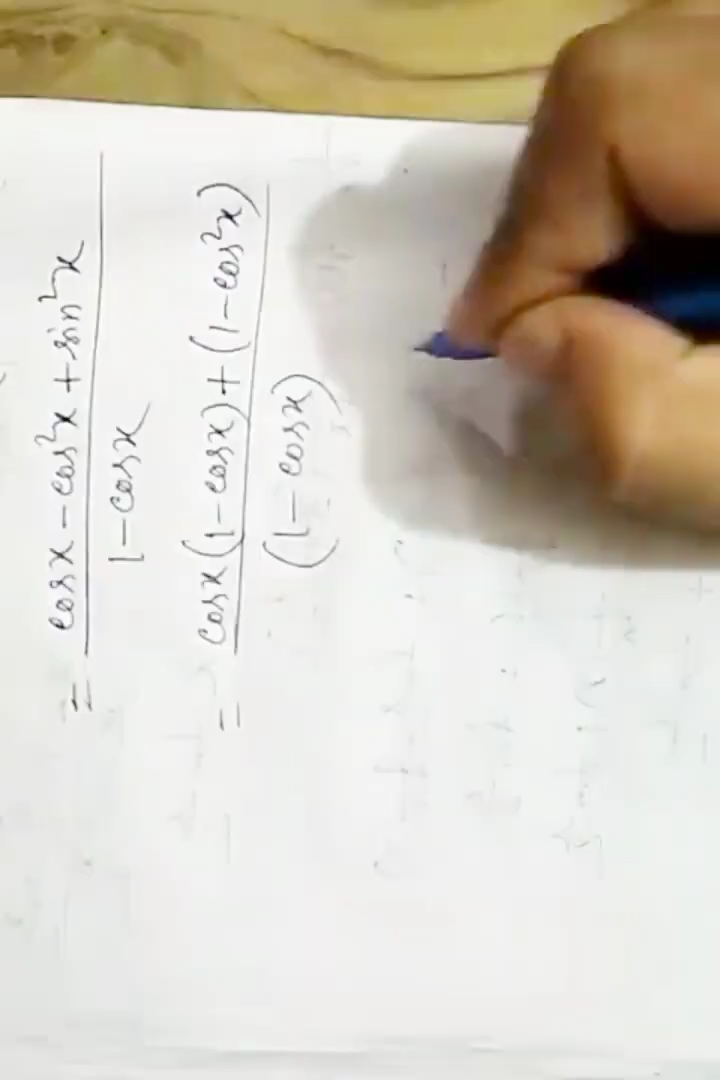 = cosx - cos²x + sin²x
1 - cosx
= cosx(1-cosx) + (1-cos²x)
(1 - cosx)